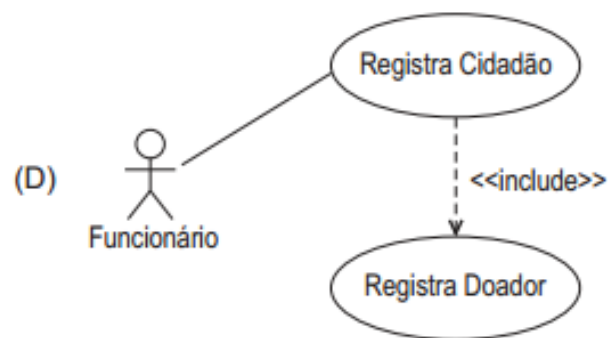 Registra Cidadão
(D)
<<include>>
Funcionário
Registra Doador